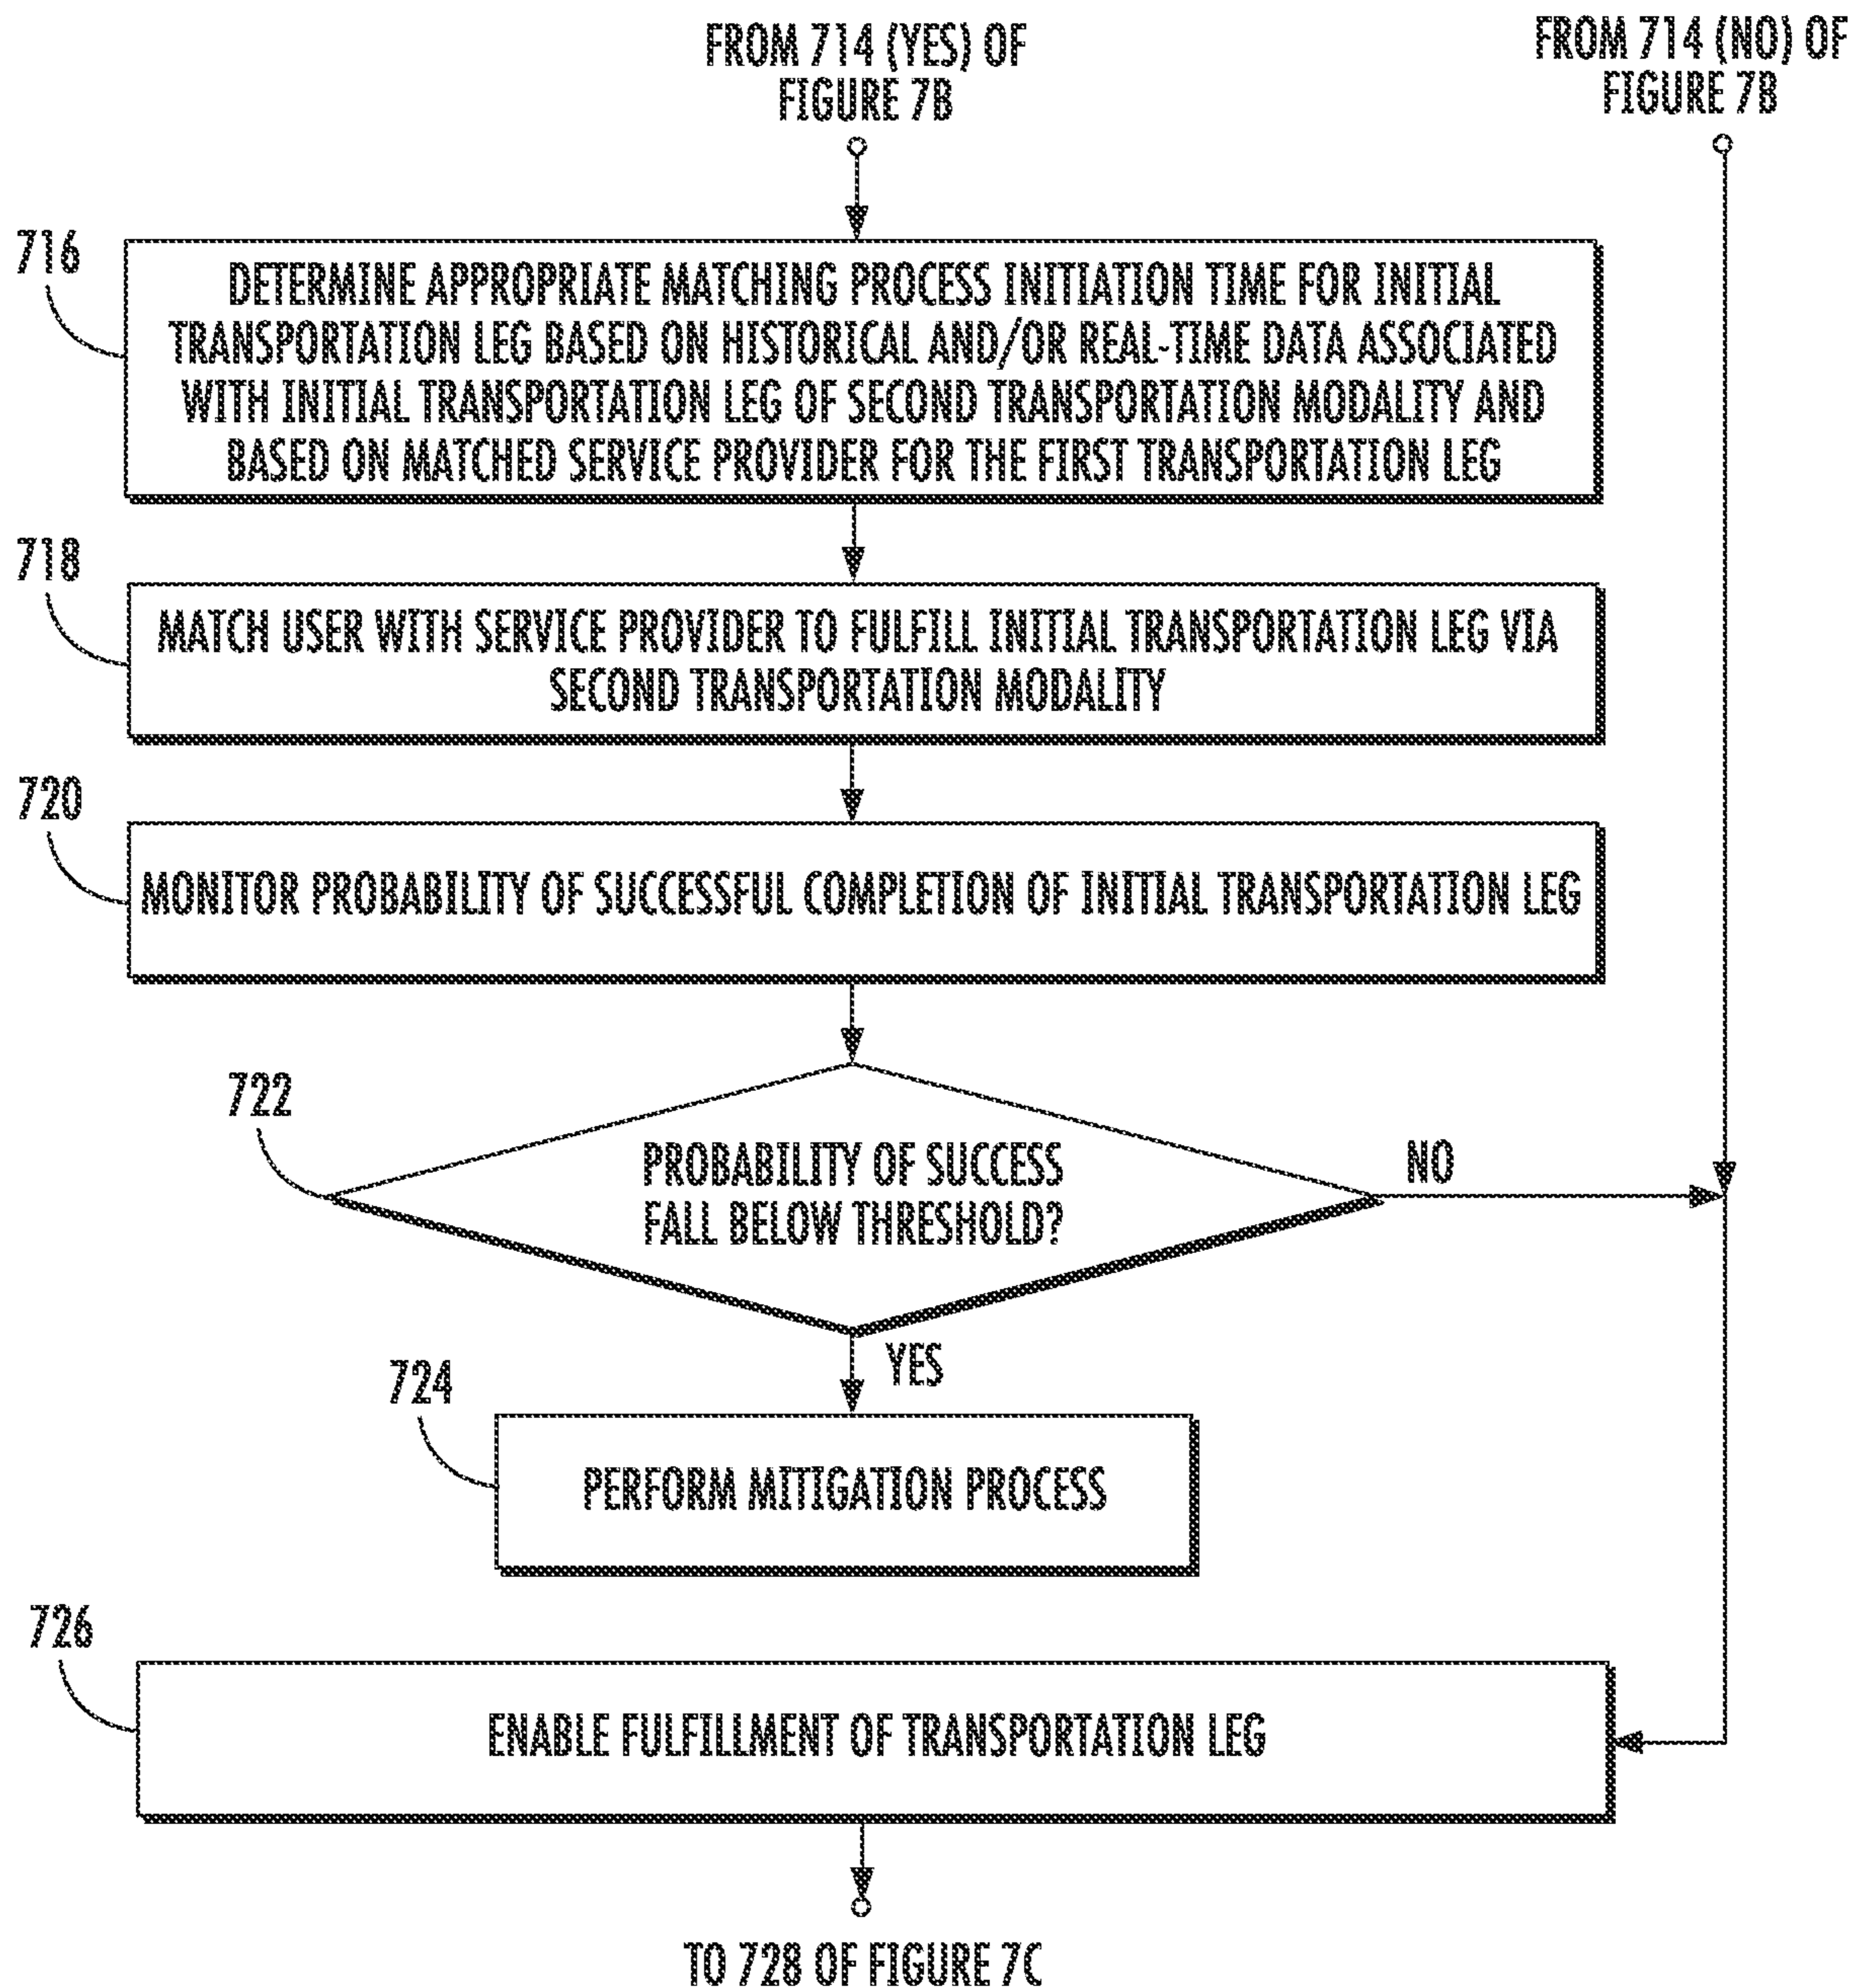 FROM 714 (YES) OF
FIGURE 7B
FROM 714 (NO) OF
FIGURE 7B
716
DETERMINE APPROPRIATE MATCHING PROCESS INITIATION TIME FOR INITIAL
TRANSPORTATION LEG BASED ON HISTORICAL AND/OR REAL-TIME DATA ASSOCIATED
WITH INITIAL TRANSPORTATION LEG OF SECOND TRANSPORTATION MODALITY AND
BASED ON MATCHED SERVICE PROVIDER FOR THE FIRST TRANSPORTATION LEG
718
MATCH USER WITH SERVICE PROVIDER TO FULFILL INITIAL TRANSPORTATION LEG VIA
SECOND TRANSPORTATION MODALITY
720
MONITOR PROBABILITY OF SUCCESSFUL COMPLETION OF INITIAL TRANSPORTATION LEG
722
PROBABILITY OF SUCCESS
FALL BELOW THRESHOLD?
NO
YES
724
PERFORM MITIGATION PROCESS
726
ENABLE FULFILLMENT OF TRANSPORTATION LEG
TO 728 OF FIGURE 7C